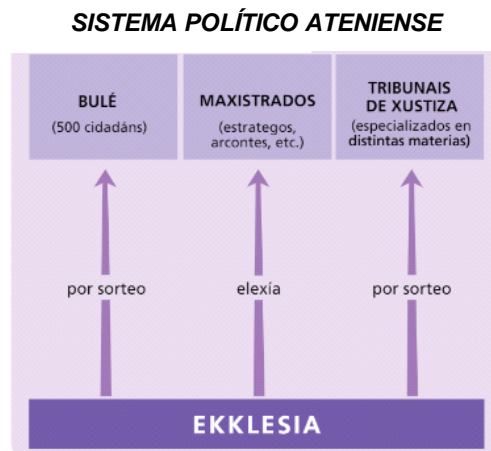 SISTEMA POLÍTICO ATENIENSE
BULÉ
(500 cidadáns)
MAXISTRADOS
(estrategos,
arcontes, etc.)
TRIBUNAIS
DE XUSTIZA
(especializados en
distintas materias)
por sorteo
elexía
por sorteo
EKKLESIA